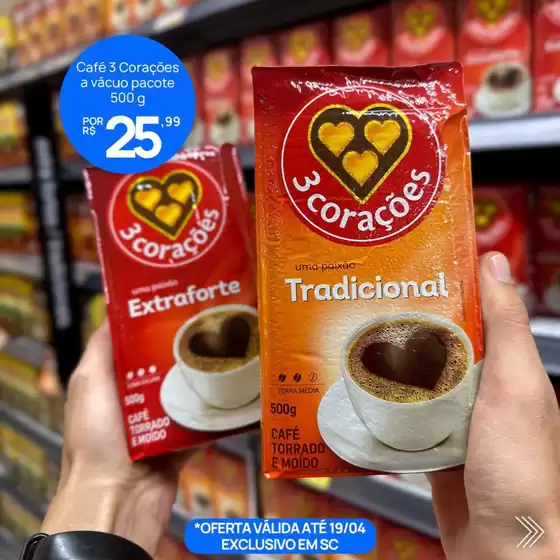 Café 3 Corações
a vácuo pacote
500 g
POR
R$ 25,99
3 corações
uma paixão
Extraforte
500g
CAFÉ
TORRADO
E MOÍDO
3 corações
uma paixão
Tradicional
TORRA MÉDIA
500g
CAFÉ
TORRADO
E MOÍDO
*OFERTA VÁLIDA ATÉ 19/04
EXCLUSIVO EM SC